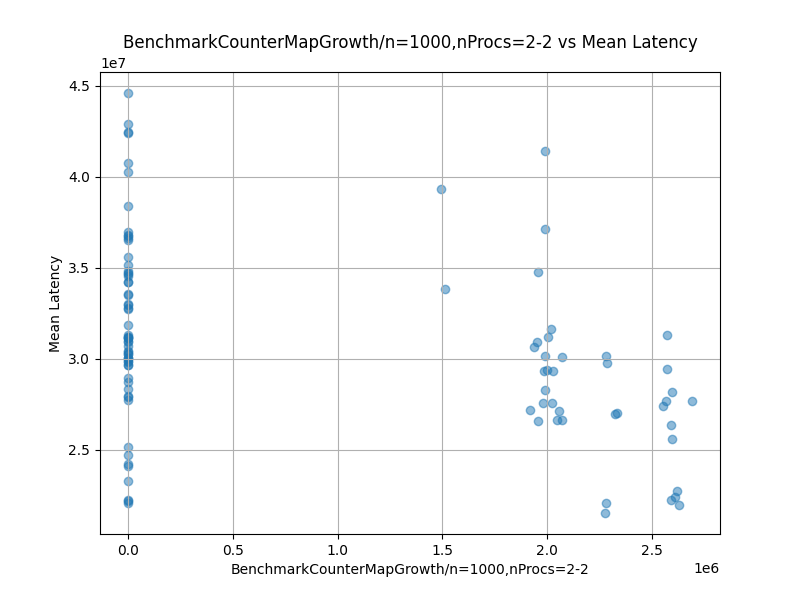 BenchmarkCounterMapGrowth/n=1000,nProcs=2-2 vs Mean Latency
1e7
4.5
4.0
3.5
3.0
2.5
Mean Latency
0.0 0.5 1.0 1.5 2.0 2.5
BenchmarkCounterMapGrowth/n=1000,nProcs=2-2
1e6